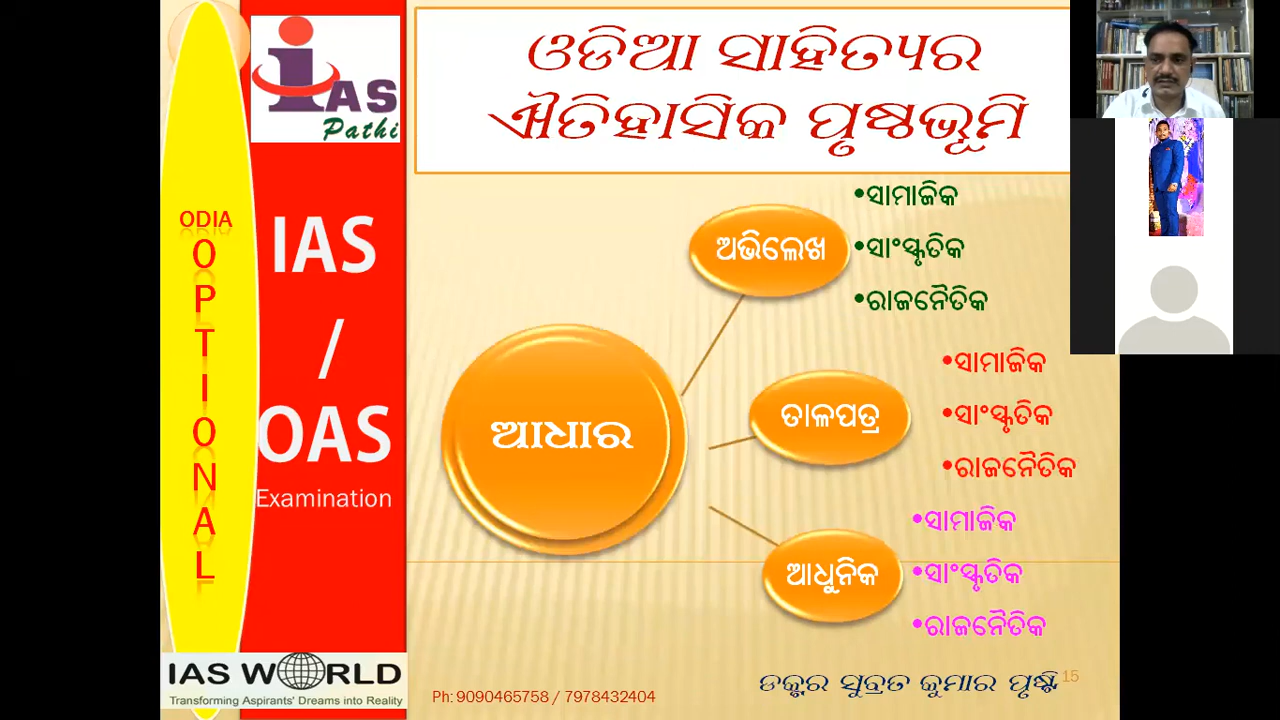 ଓଡିଆ ସାହିତ୍ୟର
ଐତିହାସିକ ପୃଷ୍ଠଭୂମି
IAS
Pathi
ODIA
OPTIONAL
IAS
/
OAS
Examination
ଆଧାର
ଅଭିଲେଖ
•ସାମାଜିକ
•ସାଂସ୍କୃତିକ
•ରାଜନୈତିକ
ତାଳପତ୍ର
•ସାମାଜିକ
•ସାଂସ୍କୃତିକ
•ରାଜନୈତିକ
ଆଧୁନିକ
•ସାମାଜିକ
•ସାଂସ୍କୃତିକ
•ରାଜନୈତିକ
IAS WORLD
Transforming Aspirants' Dreams into Reality
Ph: 9090465758 / 7978432404
ଡକ୍ଟର ସୁବ୍ରତ କୁମାର ପୃଷ୍ଟି
15